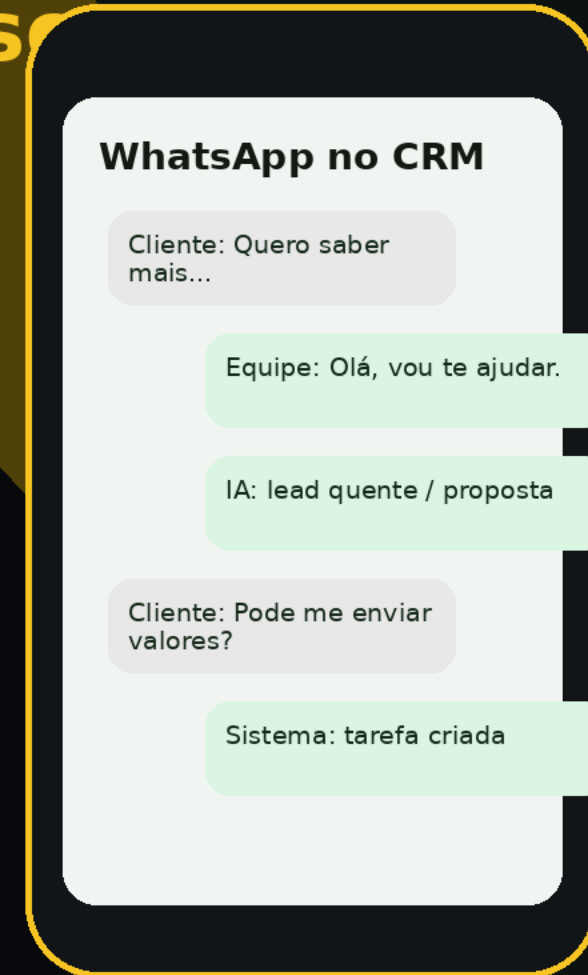 WhatsApp no CRM
Cliente: Quero saber
mais...
Equipe: Olá, vou te ajudar.
IA: lead quente / proposta
Cliente: Pode me enviar
valores?
Sistema: tarefa criada